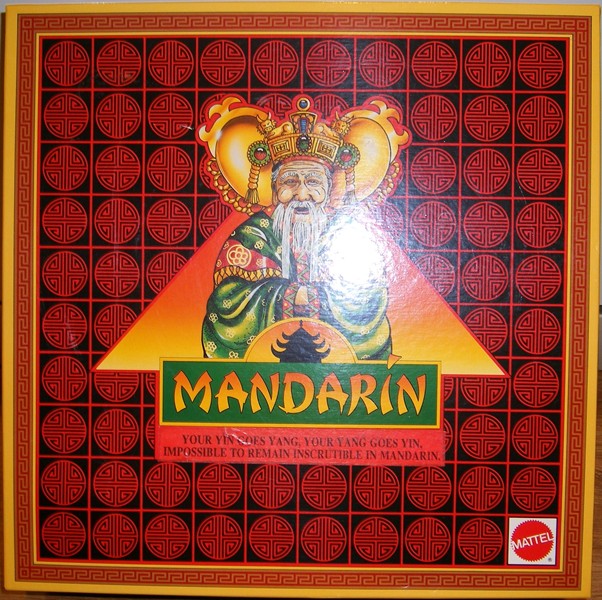 MANDARIN
YOUR YIN GOES YANG, YOUR YANG GOES YIN,
IMPOSSIBLE TO REMAIN INSCRUTIBLE IN MANDARIN.
MATTEL
®